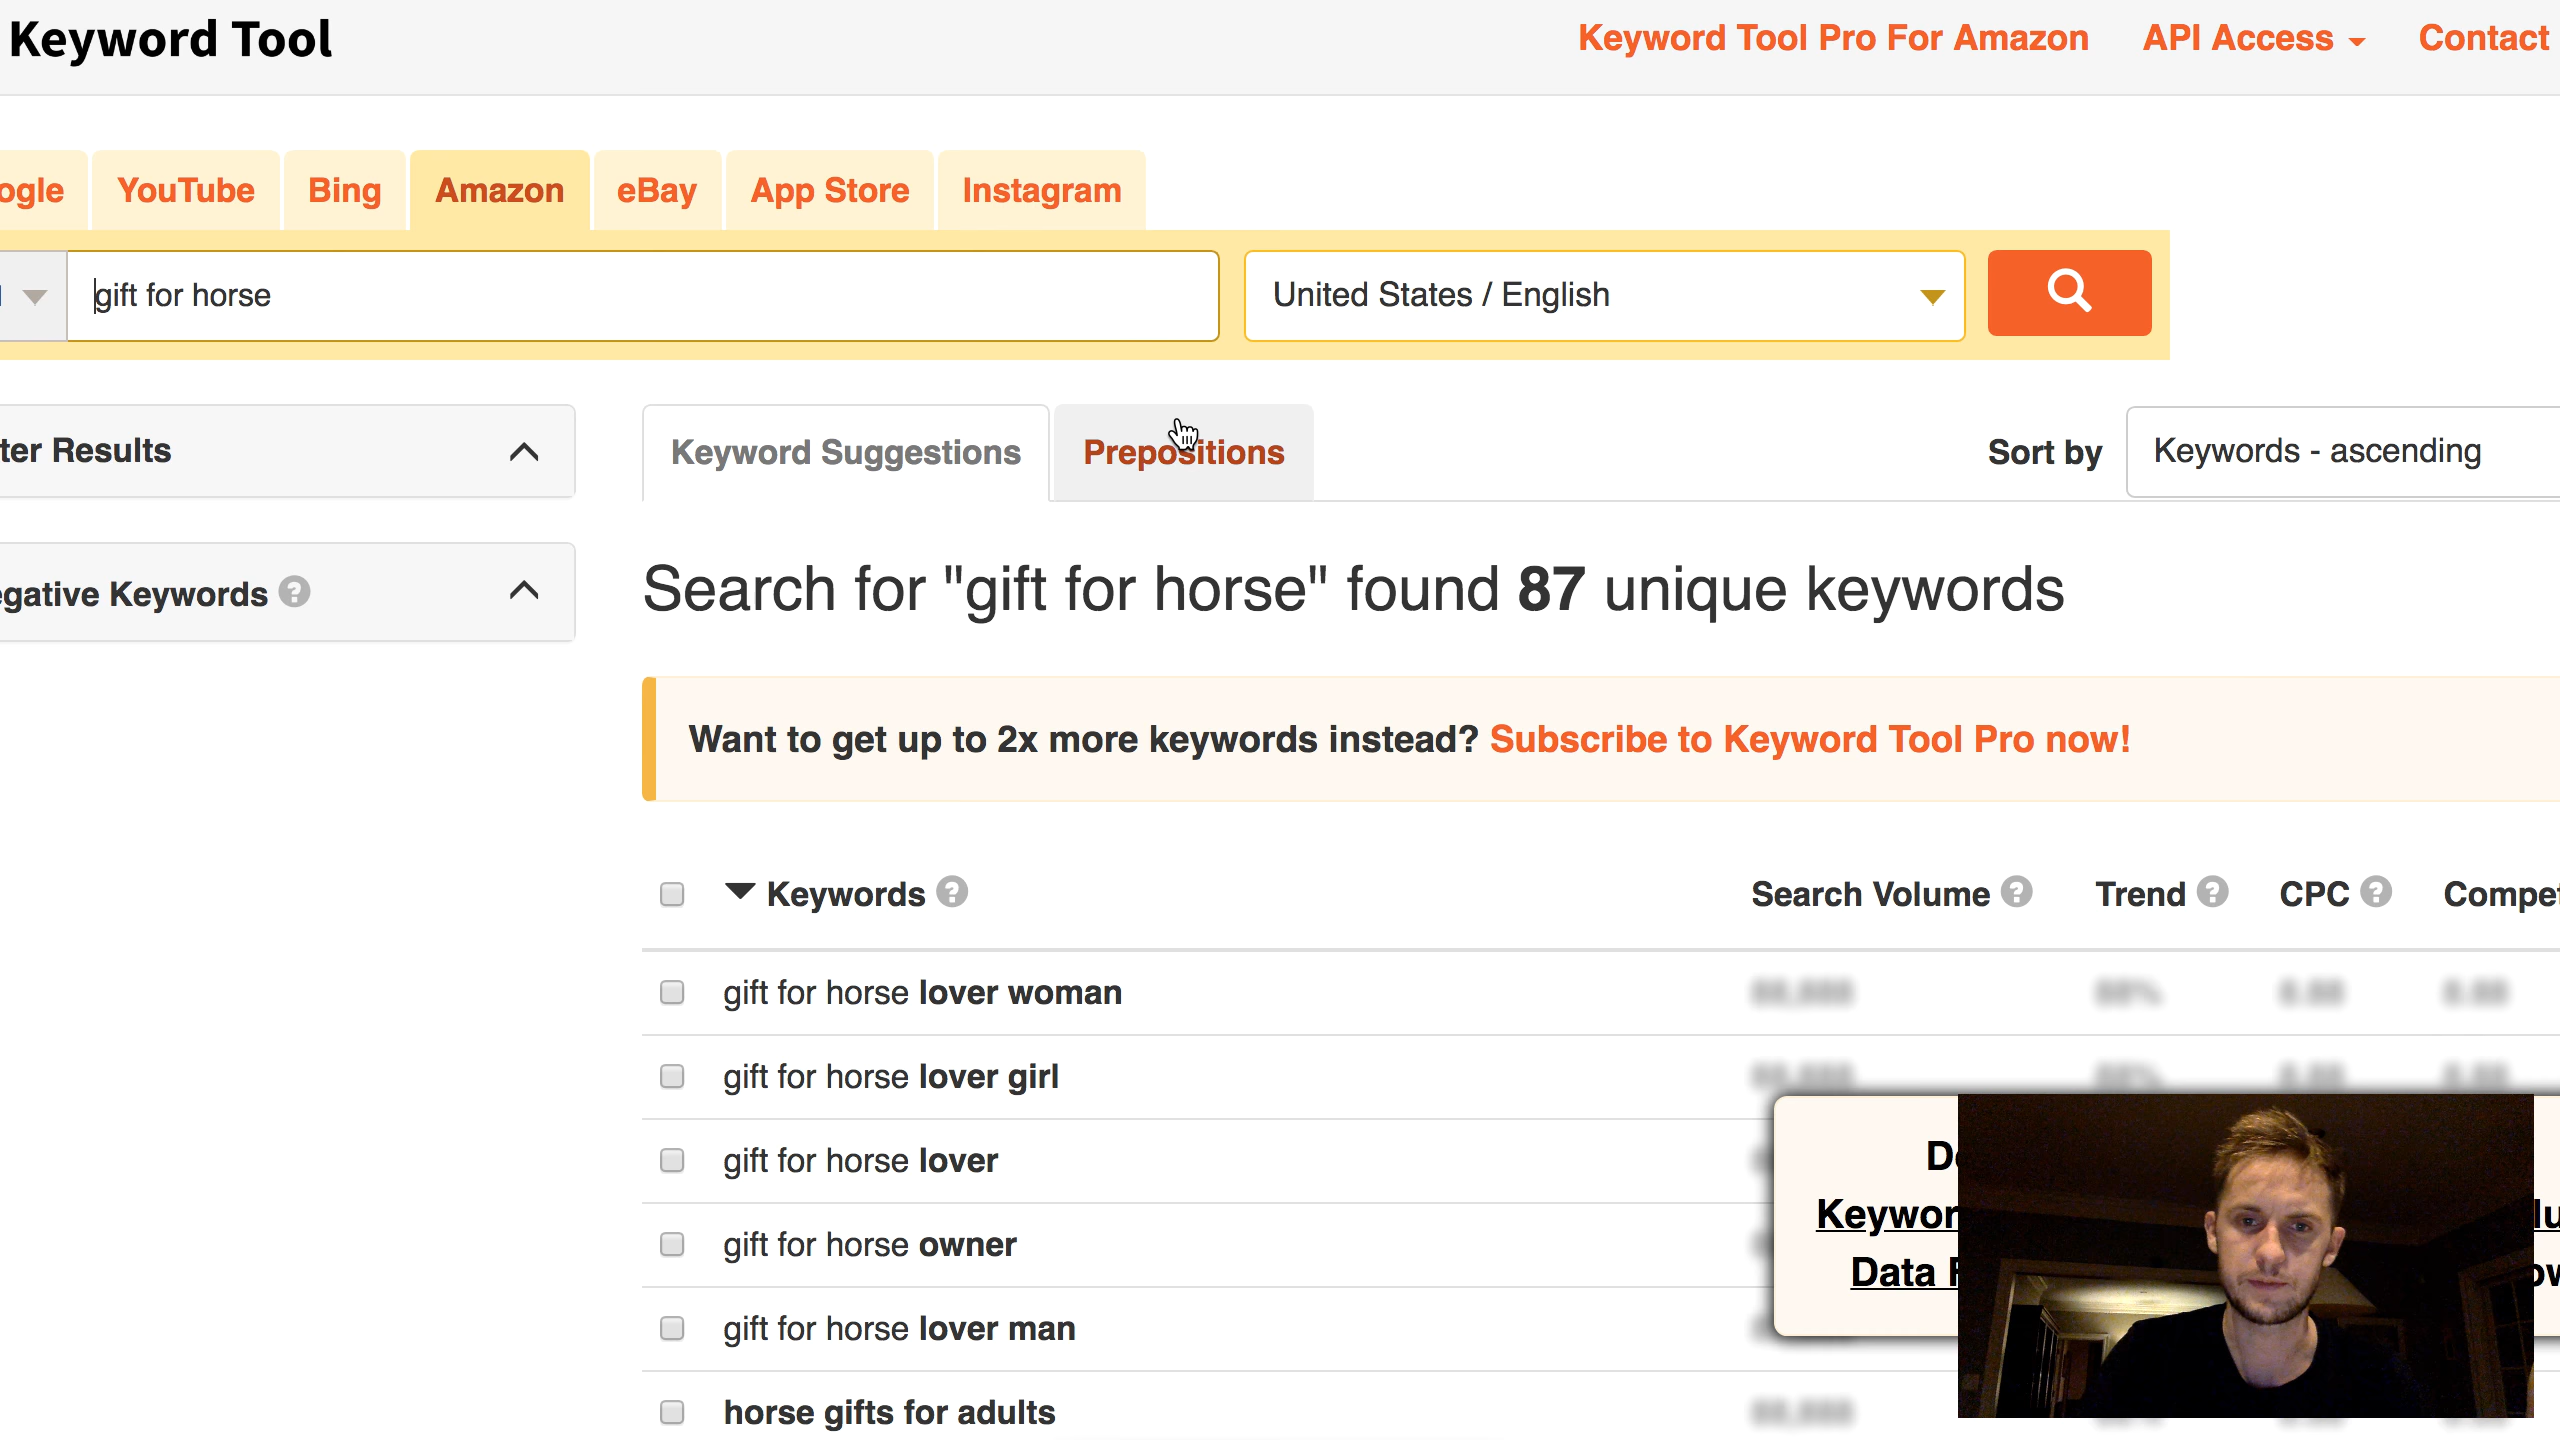 Keyword Tool
Keyword Tool Pro For Amazon
API Access
Contact
ogle
YouTube
Bing
Amazon
eBay
App Store
Instagram
gift for horse
United States / English
ter Results
Keyword Suggestions
Prepositions
Sort by
Keywords - ascending
egative Keywords ?
Search for "gift for horse" found 87 unique keywords
Want to get up to 2x more keywords instead? Subscribe to Keyword Tool Pro now!
Keywords ?
Search Volume ?
Trend ?
CPC ?
Compet
gift for horse lover woman
gift for horse lover girl
gift for horse lover
gift for horse owner
gift for horse lover man
horse gifts for adults
Keywor
Data